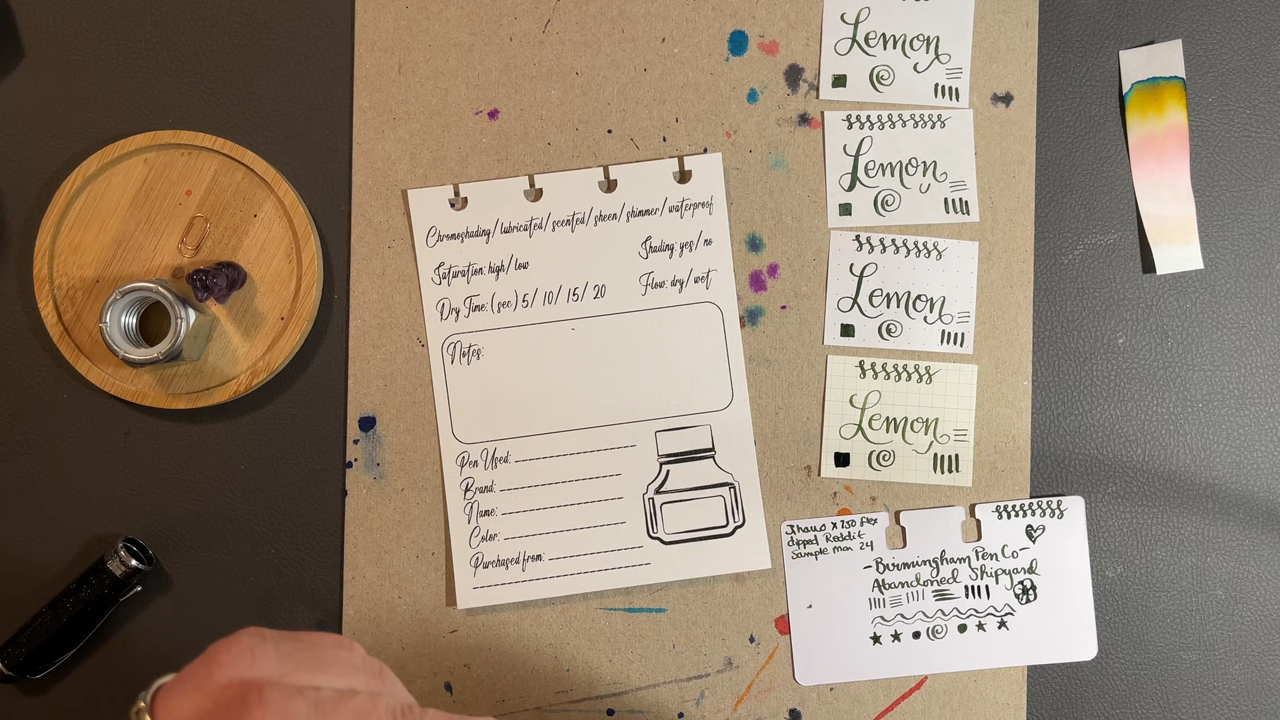 Chromoshading/lubricated/scented/sheen/shimmer/waterproof
Saturation: high/low
Shading: yes/no
Dry Time: (sec) 5/ 10/ 15/ 20
Flow: dry/wet
Notes:
Pen Used:
Brand:
Name:
Color:
Purchased from:
Lemon
Lemon
Lemon
Lemon
Jhaus X 750 flex
dipped Reddit
Sample Mar 24
-Birmingham Pen Co-
Abandoned Shipyard